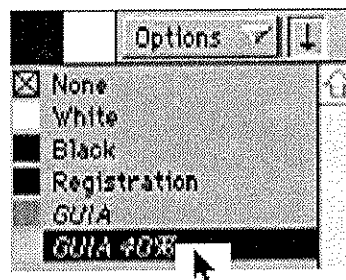 Options
None
White
Black
Registration
GUIA
GUIA 40%